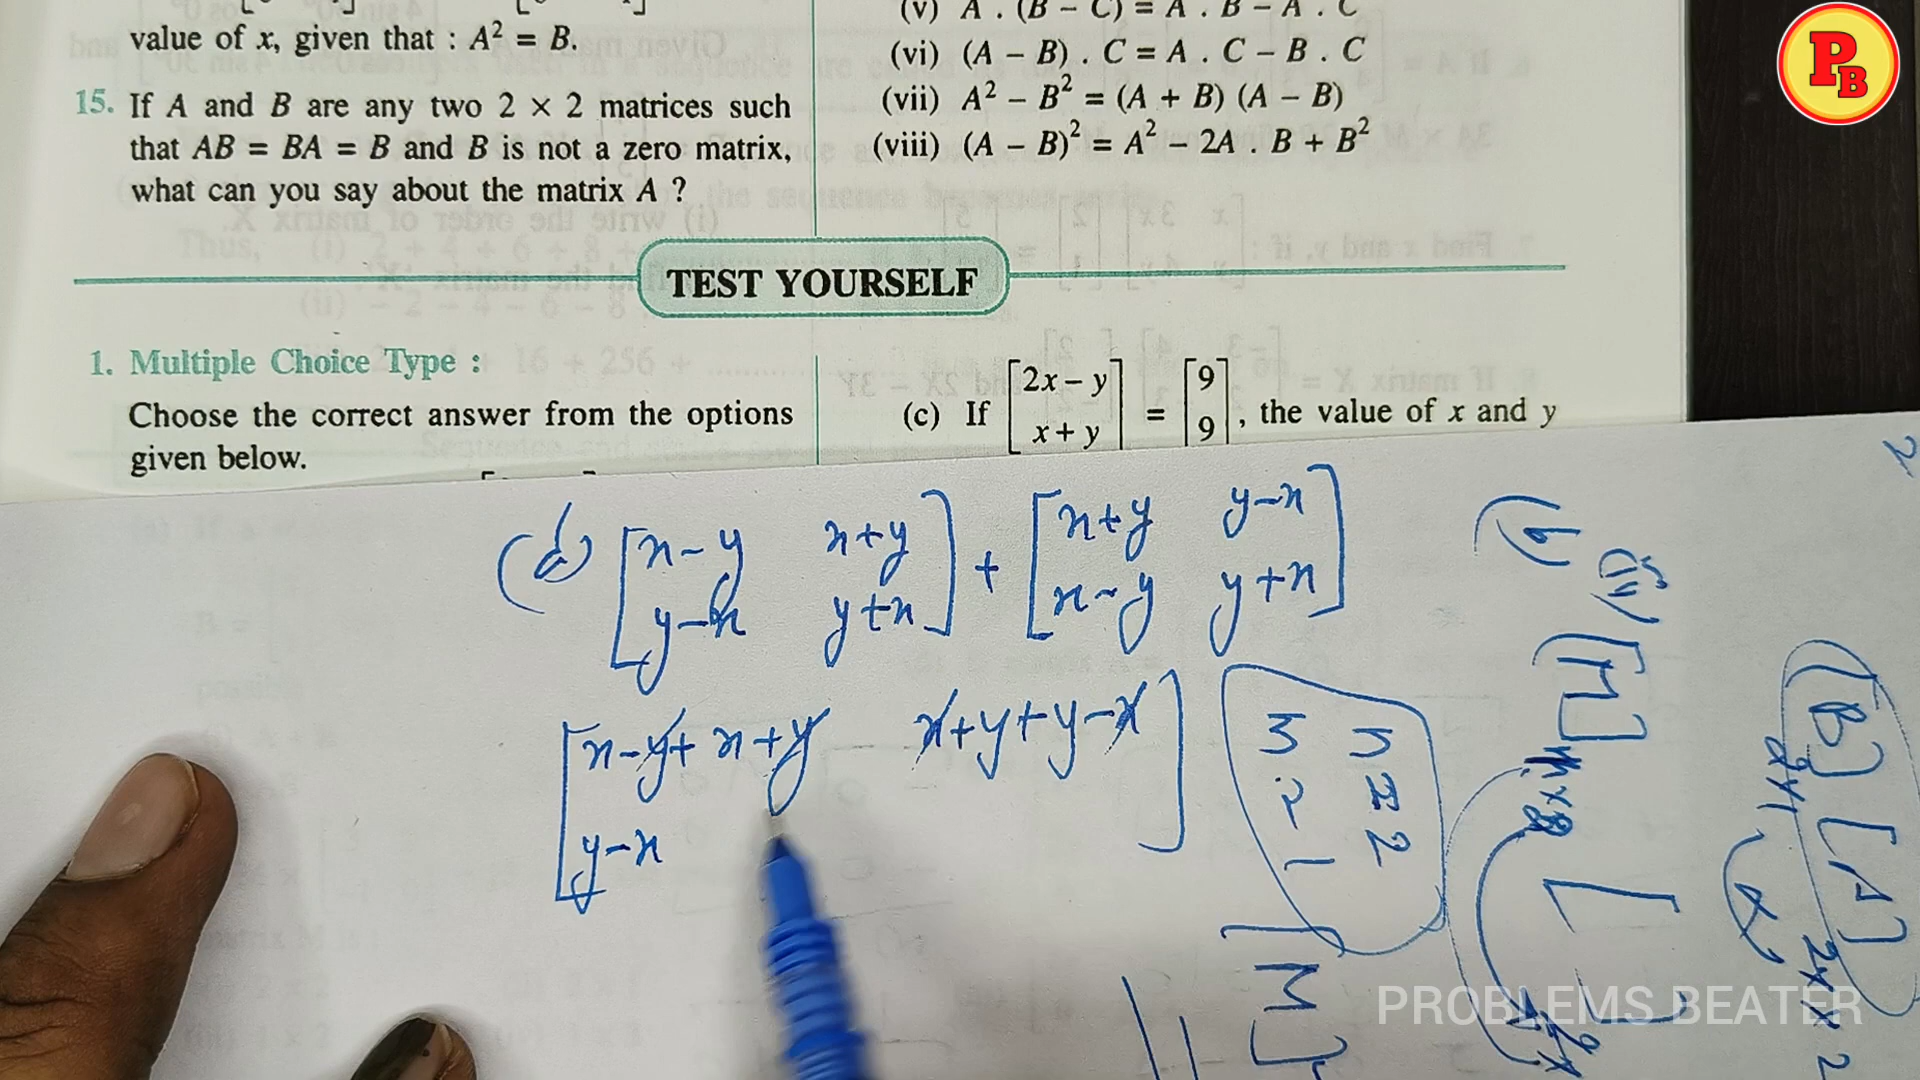 value of x, given that : A² = B.
15. If A and B are any two 2 × 2 matrices such
that AB = BA = B and B is not a zero matrix,
what can you say about the matrix A ?
(v) A . (B – C) = A . B – A . C
(vi) (A – B) . C = A . C – B . C
(vii) A² – B² = (A + B) (A – B)
(viii) (A – B)² = A² – 2A . B + B²
PB
TEST YOURSELF
1. Multiple Choice Type :
Choose the correct answer from the options
given below.
(c) If [2x – y
x + y] = [9
9], the value of x and y
(d) [x–y x+y
y–x y+x] + [x+y y–x
x–y y+x]
[x–y+x+y x+y+y–x
y–x]
(b)
[M]
[B] [A]
[M]
PROBLEMS BEATER